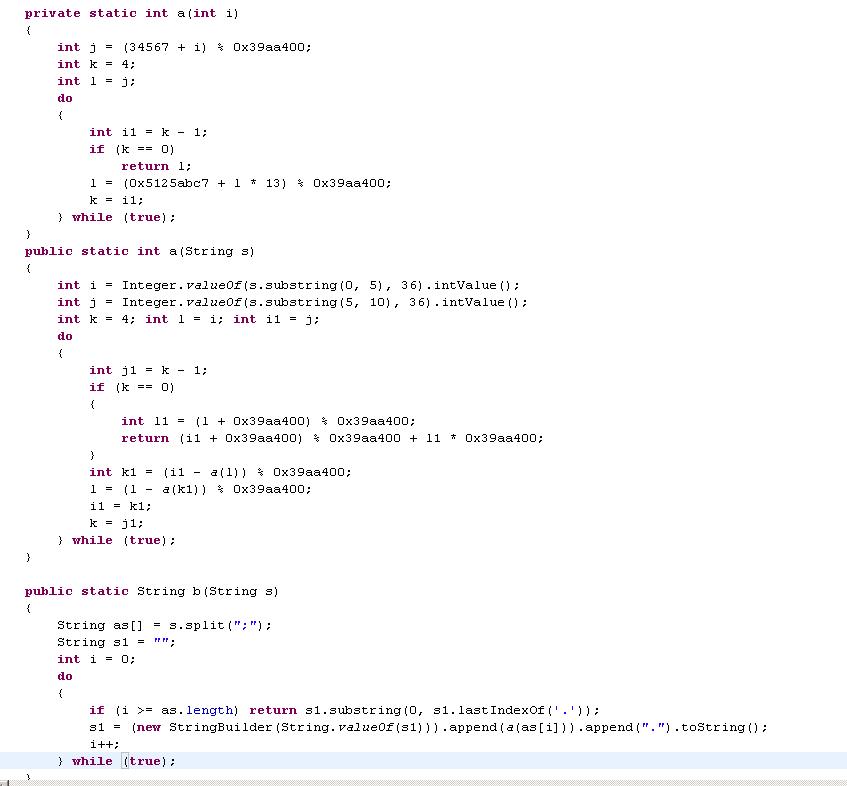 private static int a(int i)
{
    int j = (34567 + i) % 0x39aa400;
    int k = 4;
    int l = j;
    do
    {
        int i1 = k - 1;
        if (k == 0)
            return l;
        l = (0x5125abc7 + l * 13) % 0x39aa400;
        k = i1;
    } while (true);
}
public static int a(String s)
{
    int i = Integer.valueOf(s.substring(0, 5), 36).intValue();
    int j = Integer.valueOf(s.substring(5, 10), 36).intValue();
    int k = 4; int l = i; int i1 = j;
    do
    {
        int j1 = k - 1;
        if (k == 0)
        {
            int l1 = (l + 0x39aa400) % 0x39aa400;
            return (i1 + 0x39aa400) % 0x39aa400 + l1 * 0x39aa400;
        }
        int k1 = (i1 - a(l)) % 0x39aa400;
        l = (l - a(k1)) % 0x39aa400;
        i1 = k1;
        k = j1;
    } while (true);
}

public static String b(String s)
{
    String as[] = s.split(";");
    String s1 = "";
    int i = 0;
    do
    {
        if (i >= as.length) return s1.substring(0, s1.lastIndexOf('.'));
        s1 = (new StringBuilder(String.valueOf(s1))).append(a(as[i])).append(".").toString();
        i++;
    } while (true);
}